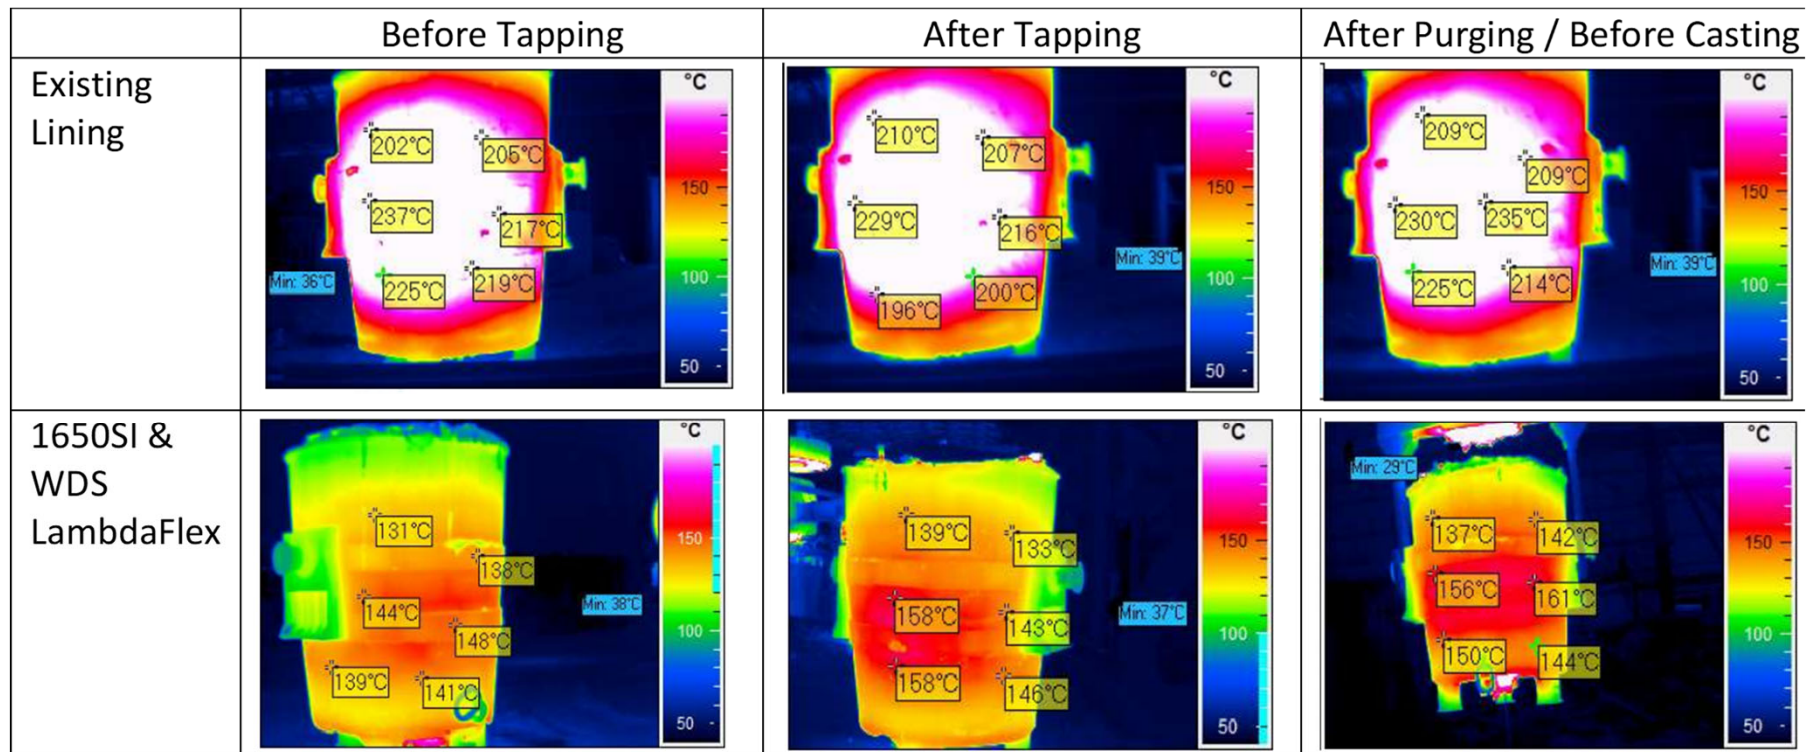 Before Tapping
After Tapping
After Purging / Before Casting
Existing
Lining
°C
202°C
205°C
237°C
217°C
225°C
219°C
Min: 36°C
150
100
50
°C
210°C
207°C
229°C
216°C
196°C
200°C
Min: 39°C
150
100
50
°C
209°C
209°C
230°C
235°C
225°C
214°C
Min: 39°C
150
100
50
1650SI &
WDS
LambdaFlex
°C
131°C
138°C
144°C
148°C
139°C
141°C
Min: 38°C
150
100
50
°C
139°C
133°C
158°C
143°C
158°C
146°C
Min: 37°C
150
100
50
°C
Min: 29°C
137°C
142°C
156°C
161°C
150°C
144°C
150
100
50